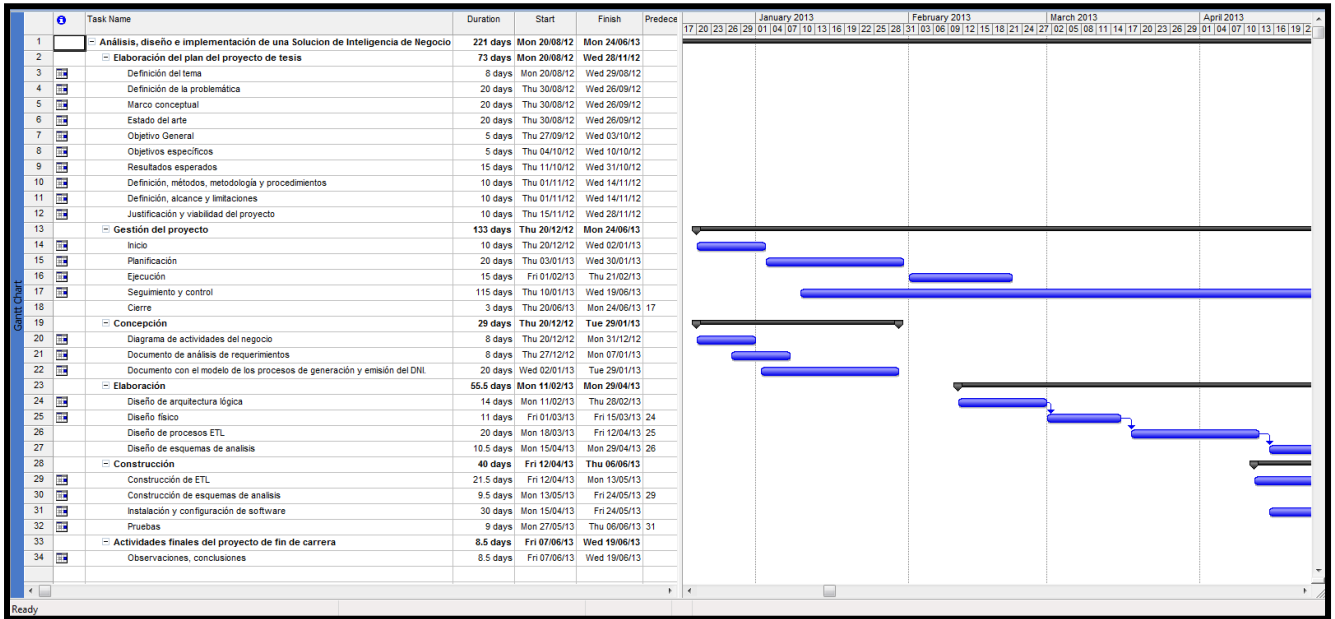 Task Name Duration Start Finish Predece
January 2013 February 2013 March 2013 April 2013
17 20 23 26 29 01 04 07 10 13 16 19 22 25 28 31 03 06 09 12 15 18 21 24 27 02 05 08 11 14 17 20 23 26 29 01 04 07 10 13 16 19
1 Análisis, diseño e implementación de una Solucion de Inteligencia de Negocio 221 days Mon 20/08/12 Mon 24/06/13
2 Elaboración del plan del proyecto de tesis 73 days Mon 20/08/12 Wed 28/11/12
3 Definición del tema 8 days Mon 20/08/12 Wed 29/08/12
4 Definición de la problemática 20 days Thu 30/08/12 Wed 26/09/12
5 Marco conceptual 20 days Thu 30/08/12 Wed 26/09/12
6 Estado del arte 20 days Thu 30/08/12 Wed 26/09/12
7 Objetivo General 5 days Thu 27/09/12 Wed 03/10/12
8 Objetivos específicos 5 days Thu 04/10/12 Wed 10/10/12
9 Resultados esperados 15 days Thu 11/10/12 Wed 31/10/12
10 Definición, métodos, metodología y procedimientos 10 days Thu 01/11/12 Wed 14/11/12
11 Definición, alcance y limitaciones 10 days Thu 01/11/12 Wed 14/11/12
12 Justificación y viabilidad del proyecto 10 days Thu 15/11/12 Wed 28/11/12
13 Gestión del proyecto 133 days Thu 20/12/12 Mon 24/06/13
14 Inicio 10 days Thu 20/12/12 Wed 02/01/13
15 Planificación 20 days Thu 03/01/13 Wed 30/01/13
16 Ejecución 15 days Fri 01/02/13 Thu 21/02/13
17 Seguimiento y control 115 days Thu 10/01/13 Wed 19/06/13
18 Cierre 3 days Thu 20/06/13 Mon 24/06/13 17
19 Concepción 29 days Thu 20/12/12 Tue 29/01/13
20 Diagrama de actividades del negocio 8 days Thu 20/12/12 Mon 31/12/12
21 Documento de análisis de requerimientos 8 days Thu 27/12/12 Mon 07/01/13
22 Documento con el modelo de los procesos de generación y emisión del DNI. 20 days Wed 02/01/13 Tue 29/01/13
23 Elaboración 55.5 days Mon 11/02/13 Mon 29/04/13
24 Diseño de arquitectura lógica 14 days Mon 11/02/13 Thu 28/02/13
25 Diseño físico 11 days Fri 01/03/13 Fri 15/03/13 24
26 Diseño de procesos ETL 20 days Mon 18/03/13 Fri 12/04/13 25
27 Diseño de esquemas de analisis 10.5 days Mon 15/04/13 Mon 29/04/13 26
28 Construcción 40 days Fri 12/04/13 Thu 06/06/13
29 Construcción de ETL 21.5 days Fri 12/04/13 Mon 13/05/13
30 Construcción de esquemas de analisis 9.5 days Mon 13/05/13 Fri 24/05/13 29
31 Instalación y configuración de software 30 days Mon 15/04/13 Fri 24/05/13
32 Pruebas 9 days Mon 27/05/13 Thu 06/06/13 31
33 Actividades finales del proyecto de fin de carrera 8.5 days Fri 07/06/13 Wed 19/06/13
34 Observaciones, conclusiones 8.5 days Fri 07/06/13 Wed 19/06/13
Gantt Chart
Ready